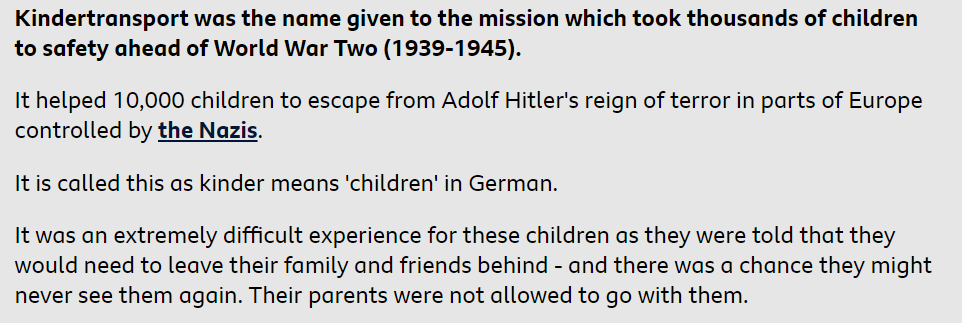 Kindertransport was the name given to the mission which took thousands of children
to safety ahead of World War Two (1939-1945).
It helped 10,000 children to escape from Adolf Hitler's reign of terror in parts of Europe
controlled by the Nazis.
It is called this as kinder means 'children' in German.
It was an extremely difficult experience for these children as they were told that they
would need to leave their family and friends behind - and there was a chance they might
never see them again. Their parents were not allowed to go with them.